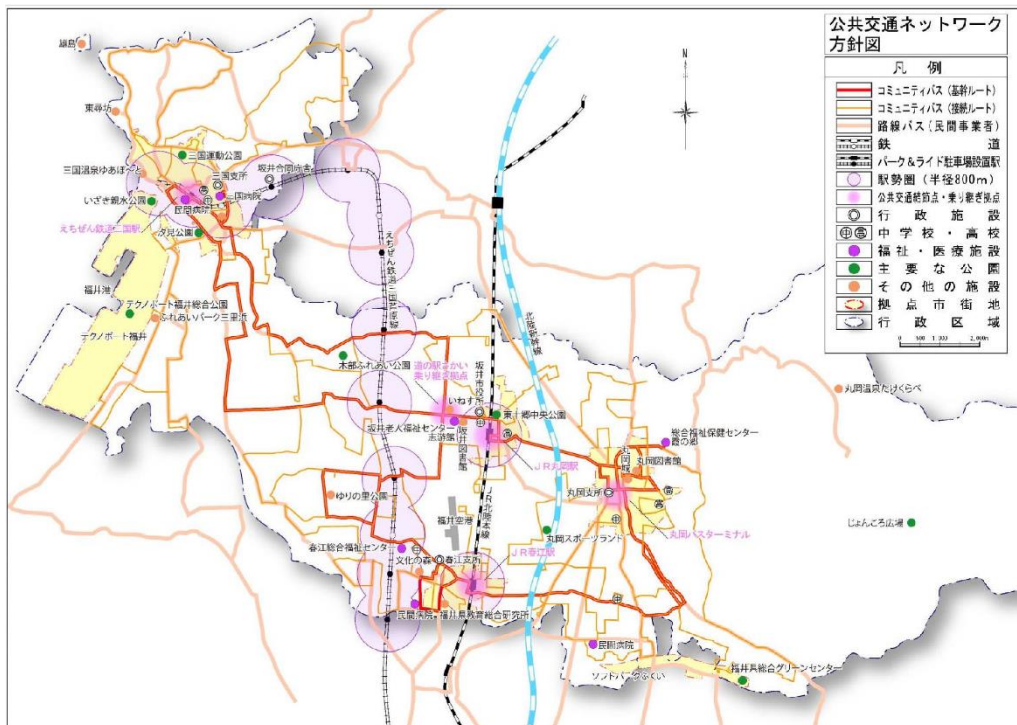 公共交通ネットワーク
方針図
凡 例
コミュニティバス(基幹ルート)
コミュニティバス(接続ルート)
路線バス(民間事業者)
鉄 道
パーク&ライド駐車場設置駅
駅勢圏(半径800m)
公共交通結節点・乗り継ぎ拠点
行政施設
中学校・高校
福祉・医療施設
主要な公園
その他の施設
拠点市街地
行政区域
0 500 1,000 2,000m
N
雄島
東尋坊
三国運動公園
三国温泉ゆあぽーと
三国支所
坂井合同庁舎
いざき親水公園
民間病院
三国病院
えちぜん鉄道三国駅
汐見公園
えちぜん鉄道三国芦原線
福井港
テクノポート福井総合公園
ふれあいパーク三里浜
テクノポート福井
北陸新幹線
木部ふれあい公園
道の駅さかい
乗り継ぎ拠点
坂井市役所
いねす
東十郷中央公園
坂井老人福祉センター
志游館
坂井図書館
JR丸岡駅
丸岡温泉たけくらべ
総合福祉保健センター
霞の郷
丸岡城
丸岡図書館
丸岡支所
ゆりの里公園
JR北陸本線
福井空港
丸岡バスターミナル
じょんころ広場
丸岡スポーツランド
春江総合福祉センター
文化の森
春江支所
JR春江駅
民間病院
福井県教育総合研究所
民間病院
ソフトパークふくい
福井県総合グリーンセンター